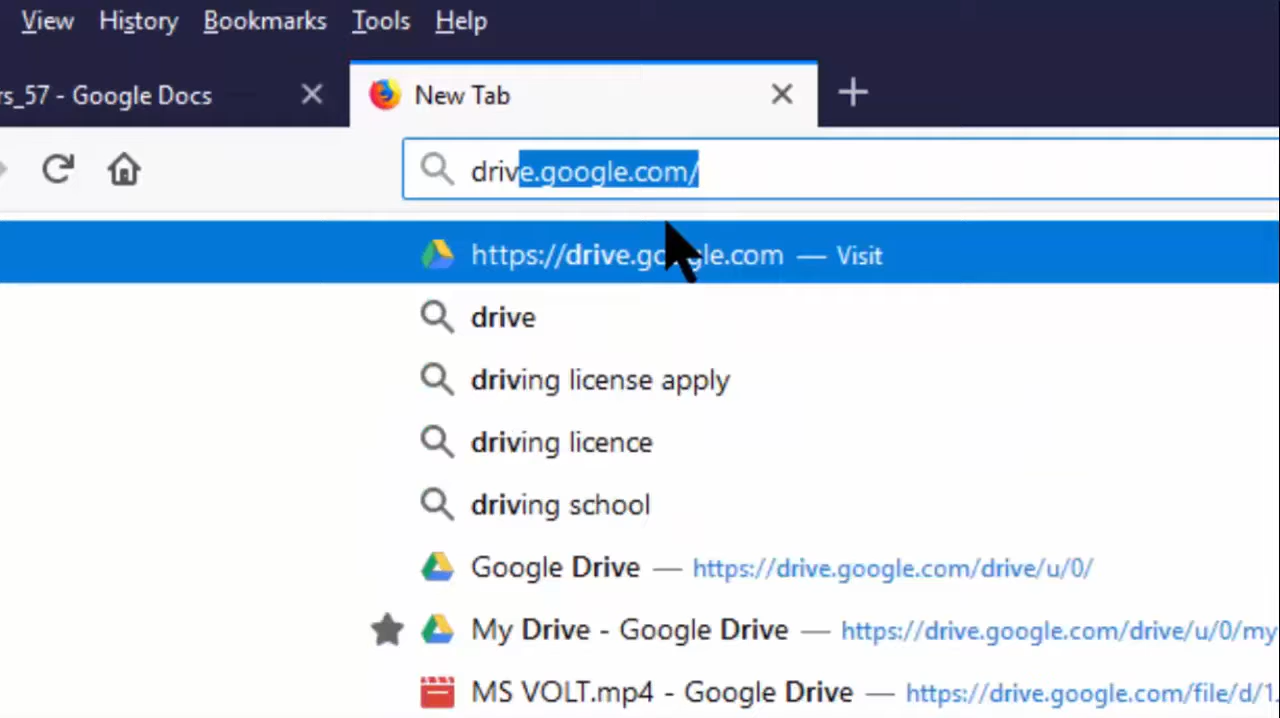 View History Bookmarks Tools Help
rs_57 - Google Docs New Tab
drive.google.com/
https://drive.google.com — Visit
drive
driving license apply
driving licence
driving school
Google Drive — https://drive.google.com/drive/u/0/
My Drive - Google Drive — https://drive.google.com/drive/u/0/my
MS VOLT.mp4 - Google Drive — https://drive.google.com/file/d/1